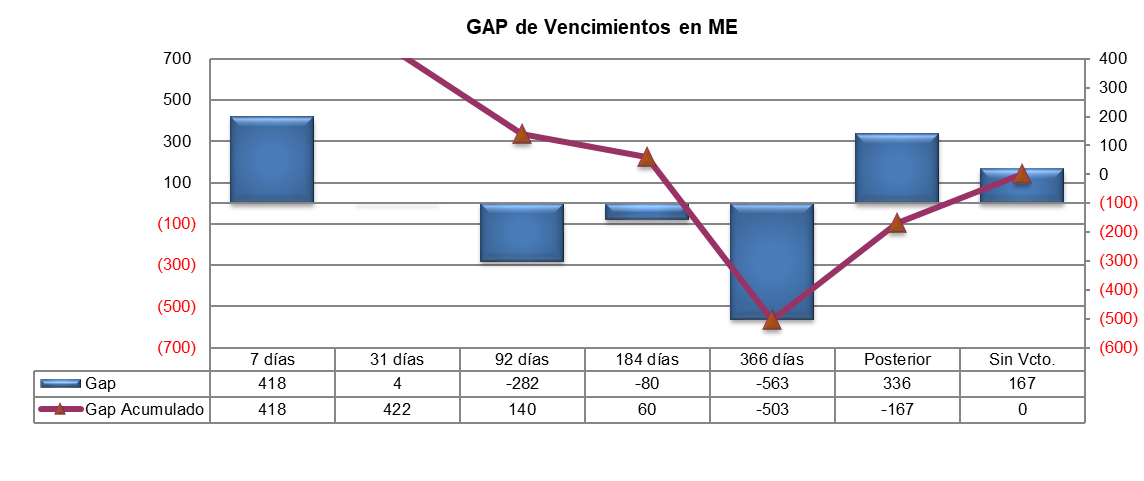 GAP de Vencimientos en ME
700 400
500 300
300 200
100 100
(100) 0
(300) (100)
(500) (200)
(700) (300)
(400)
(500)
(600)
7 días 31 días 92 días 184 días 366 días Posterior Sin Vcto.
Gap 418 4 -282 -80 -563 336 167
Gap Acumulado 418 422 140 60 -503 -167 0